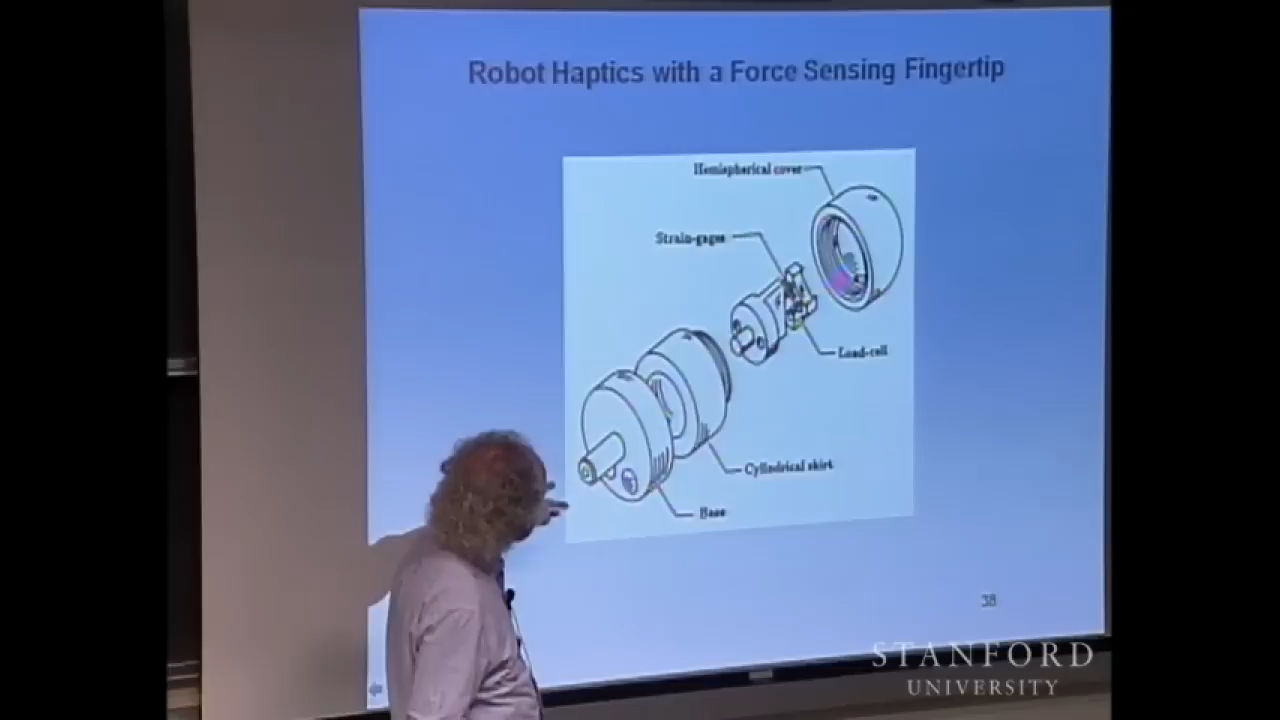 Robot Haptics with a Force Sensing Fingertip
Hemispherical cover
Strain-gages
Load-cell
Cylindrical skirt
Base
38
STANFORD
UNIVERSITY